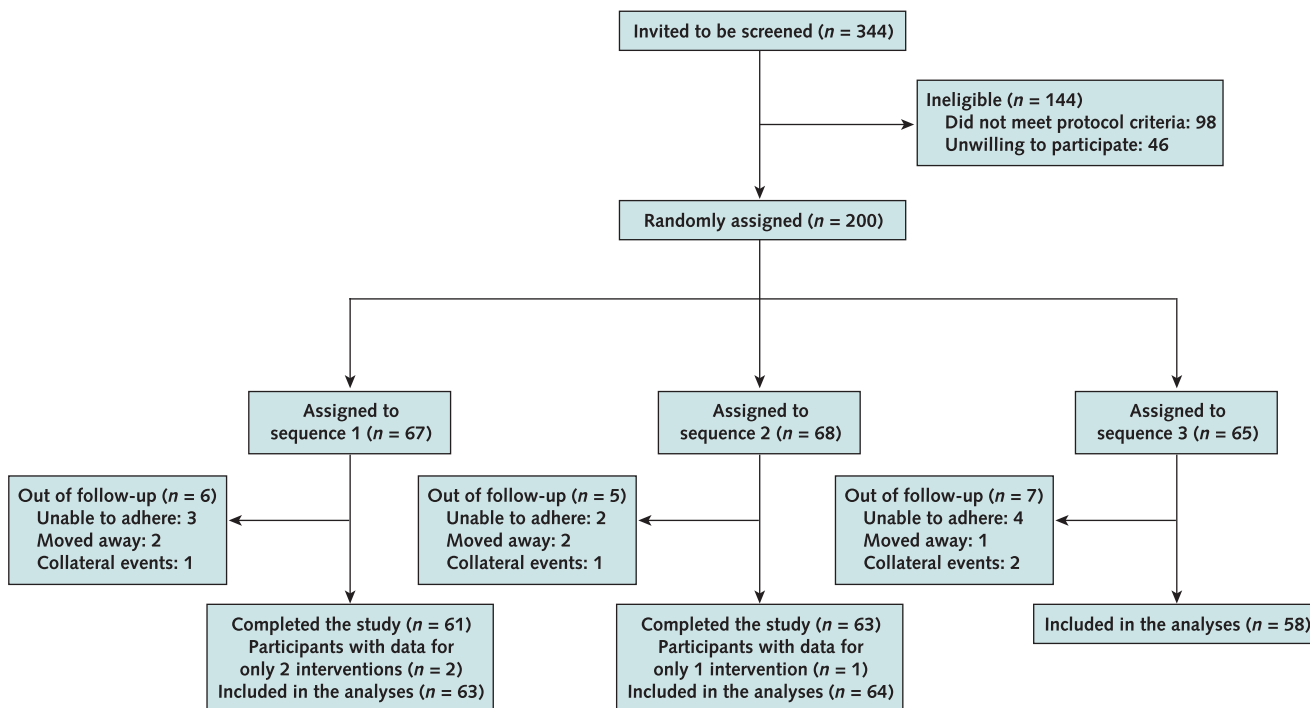 Invited to be screened (n = 344)
Ineligible (n = 144)
Did not meet protocol criteria: 98
Unwilling to participate: 46
Randomly assigned (n = 200)
Assigned to
sequence 1 (n = 67)
Assigned to
sequence 2 (n = 68)
Assigned to
sequence 3 (n = 65)
Out of follow-up (n = 6)
Unable to adhere: 3
Moved away: 2
Collateral events: 1
Out of follow-up (n = 5)
Unable to adhere: 2
Moved away: 2
Collateral events: 1
Out of follow-up (n = 7)
Unable to adhere: 4
Moved away: 1
Collateral events: 2
Completed the study (n = 61)
Participants with data for
only 2 interventions (n = 2)
Included in the analyses (n = 63)
Completed the study (n = 63)
Participants with data for
only 1 intervention (n = 1)
Included in the analyses (n = 64)
Included in the analyses (n = 58)